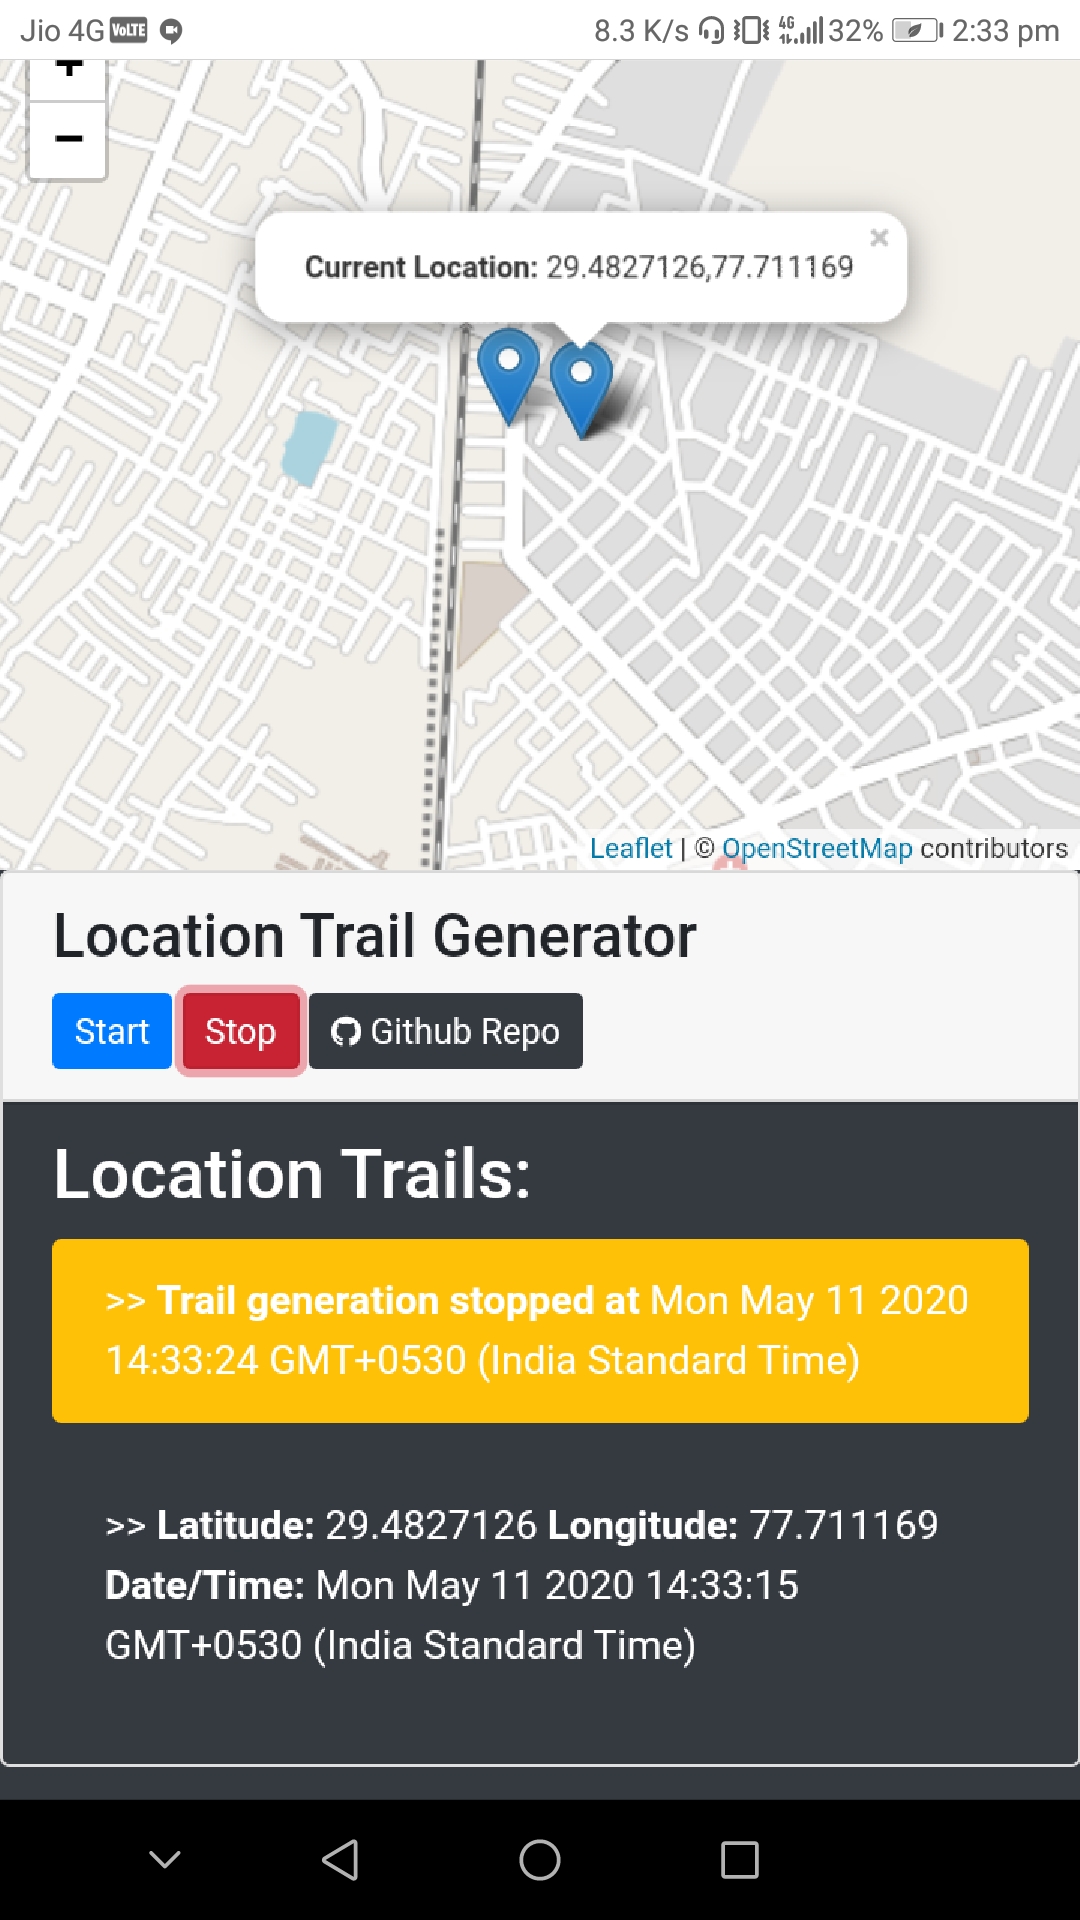 Jio 4G VoLTE 8.3 K/s 4G 32% 2:33 pm
+
−
Current Location: 29.4827126,77.711169 ×
Leaflet | © OpenStreetMap contributors
Location Trail Generator
Start Stop Github Repo
Location Trails:
>> Trail generation stopped at Mon May 11 2020
14:33:24 GMT+0530 (India Standard Time)
>> Latitude: 29.4827126 Longitude: 77.711169
Date/Time: Mon May 11 2020 14:33:15
GMT+0530 (India Standard Time)